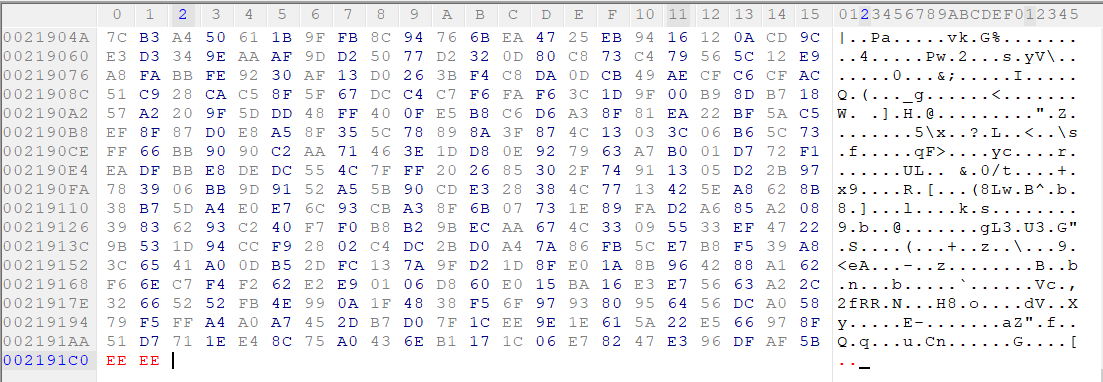 0 1 2 3 4 5 6 7 8 9 A B C D E F 10 11 12 13 14 15 0123456789ABCDEF012345
0021904A 7C B3 A4 50 61 1B 9F FB 8C 94 76 6B EA 47 25 EB 94 16 12 0A CD 9C |..Pa.....vk.G%.......
00219060 E3 D3 34 9E AA AF 9D D2 50 77 D2 32 0D 80 C8 73 C4 79 56 5C 12 E9 ..4.....Pw.2...s.yV\..
00219076 A8 FA BB FE 92 30 AF 13 D0 26 3B F4 C8 DA 0D CB 49 AE CF C6 CF AC .....0...&;.....I.....
0021908C 51 C9 28 CA C5 8F 5F 67 DC C4 C7 F6 FA F6 3C 1D 9F 00 B9 8D B7 18 Q.(..._g......<.......
002190A2 57 A2 20 9F 5D DD 48 FF 40 0F E5 B8 C6 D6 A3 8F 81 EA 22 BF 5A C5 W. .].H.@.........".Z.
002190B8 EF 8F 87 D0 E8 A5 8F 35 5C 78 89 8A 3F 87 4C 13 03 3C 06 B6 5C 73 .......5\x..?.L..<..\s
002190CE FF 66 BB 90 90 C2 AA 71 46 3E 1D D8 0E 92 79 63 A7 B0 01 D7 72 F1 .f.....qF>....yc....r.
002190E4 EA DF BB E8 DE DC 55 4C 7F FF 20 26 85 30 2F 74 91 13 05 D2 2B 97 ......UL.. &.0/t....+.
002190FA 78 39 06 BB 9D 91 52 A5 5B 90 CD E3 28 38 4C 77 13 42 5E A8 62 8B x9....R.[...(8Lw.B^.b.
00219110 38 B7 5D A4 E0 E7 6C 93 CB A3 8F 6B 07 73 1E 89 FA D2 A6 85 A2 08 8.]...l....k.s........
00219126 39 83 62 93 C2 40 F7 F0 B8 B2 9B EC AA 67 4C 33 09 55 33 EF 47 22 9.b..@.......gL3.U3.G"
0021913C 9B 53 1D 94 CC F9 28 02 C4 DC 2B D0 A4 7A 86 FB 5C E7 B8 F5 39 A8 .S....(...+..z..\...9.
00219152 3C 65 41 A0 0D B5 2D FC 13 7A 9F D2 1D 8F E0 1A 8B 96 42 88 A1 62 <eA...-..z........B..b
00219168 F6 6E C7 F4 F2 62 E2 E9 01 06 D8 60 E0 15 BA 16 E3 E7 56 63 A2 2C .n...b.....`......Vc.,
0021917E 32 66 52 52 FB 4E 99 0A 1F 48 38 F5 6F 97 93 80 95 64 56 DC A0 58 2fRR.N...H8.o....dV..X
00219194 79 F5 FF A4 A0 A7 45 2D B7 D0 7F 1C EE 9E 1E 61 5A 22 E5 66 97 8F y.....E-.......aZ".f..
002191AA 51 D7 71 1E E4 8C 75 A0 43 6E B1 17 1C 06 E7 82 47 E3 96 DF AF 5B Q.q...u.Cn......G....[
002191C0 EE EE ..